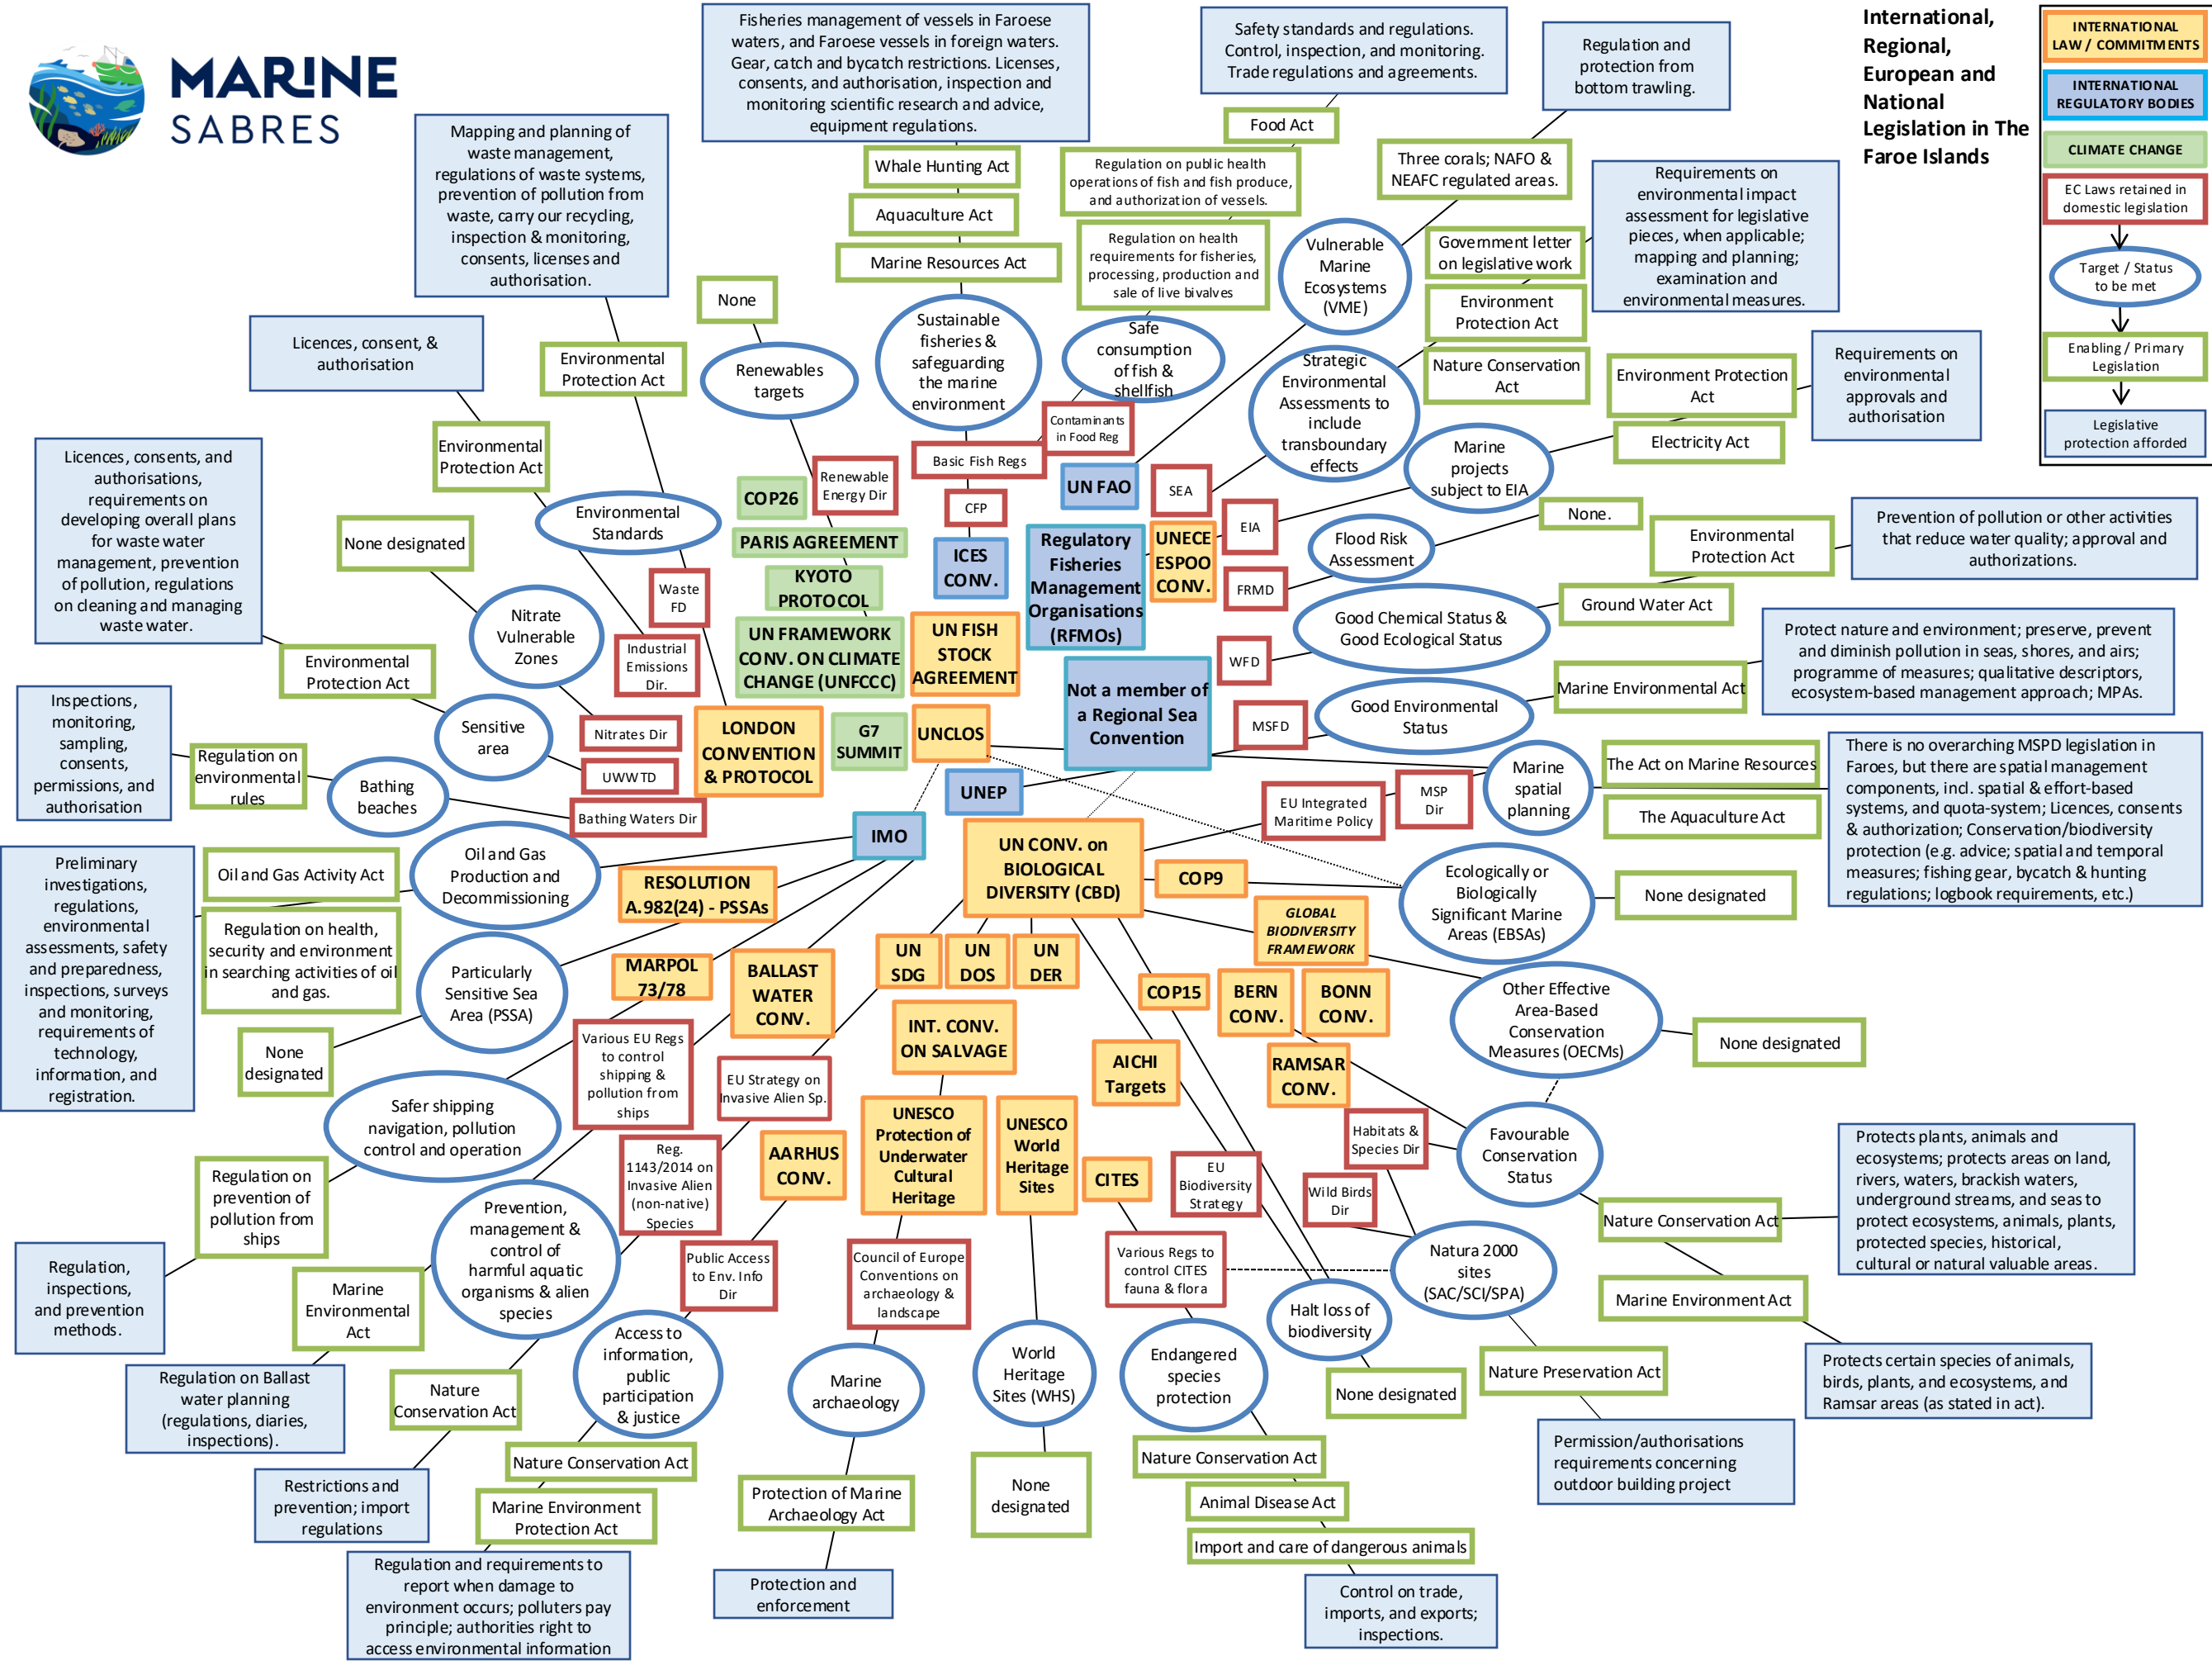 MARINE
SABRES
International,
Regional,
European and
National
Legislation in The
Faroe Islands
INTERNATIONAL
LAW / COMMITMENTS
INTERNATIONAL
REGULATORY BODIES
CLIMATE CHANGE
EC Laws retained in
domestic legislation
Target / Status
to be met
Enabling / Primary
Legislation
Legislative
protection afforded
Fisheries management of vessels in Faroese
waters, and Faroese vessels in foreign waters.
Gear, catch and bycatch restrictions. Licenses,
consents, and authorisation, inspection and
monitoring scientific research and advice,
equipment regulations.
Whale Hunting Act
Aquaculture Act
Marine Resources Act
Sustainable
fisheries &
safeguarding
the marine
environment
Basic Fish Regs
CFP
ICES
CONV.
Safety standards and regulations.
Control, inspection, and monitoring.
Trade regulations and agreements.
Food Act
Regulation on public health
operations of fish and fish produce,
and authorization of vessels.
Regulation on health
requirements for fisheries,
processing, production and
sale of live bivalves
Safe
consumption
of fish &
shellfish
Contaminants
in Food Reg
Regulation and
protection from
bottom trawling.
Three corals; NAFO &
NEAFC regulated areas.
Vulnerable
Marine
Ecosystems
(VME)
UN FAO
Requirements on
environmental impact
assessment for legislative
pieces, when applicable;
mapping and planning;
examination and
environmental measures.
Government letter
on legislative work
Environment
Protection Act
Nature Conservation
Act
Strategic
Environmental
Assessments to
include
transboundary
effects
SEA
Requirements on
environmental
approvals and
authorisation
Environment Protection
Act
Electricity Act
Marine
projects
subject to EIA
EIA
UNECE
ESPOO
CONV.
Regulatory
Fisheries
Management
Organisations
(RFMOs)
None.
Flood Risk
Assessment
FRMD
Prevention of pollution or other activities
that reduce water quality; approval and
authorizations.
Environmental
Protection Act
Ground Water Act
Good Chemical Status &
Good Ecological Status
WFD
Protect nature and environment; preserve, prevent
and diminish pollution in seas, shores, and airs;
programme of measures; qualitative descriptors,
ecosystem-based management approach; MPAs.
Marine Environmental Act
Good Environmental
Status
MSFD
Not a member of
a Regional Sea
Convention
There is no overarching MSPD legislation in
Faroes, but there are spatial management
components, incl. spatial & effort-based
systems, and quota-system; Licences, consents
& authorization; Conservation/biodiversity
protection (e.g. advice; spatial and temporal
measures; fishing gear, bycatch & hunting
regulations; logbook requirements, etc.)
The Act on Marine Resources
The Aquaculture Act
Marine
spatial
planning
MSP
Dir
EU Integrated
Maritime Policy
Mapping and planning of
waste management,
regulations of waste systems,
prevention of pollution from
waste, carry our recycling,
inspection & monitoring,
consents, licenses and
authorisation.
Environmental
Protection Act
None
Renewables
targets
Renewable
Energy Dir
COP26
PARIS AGREEMENT
KYOTO
PROTOCOL
UN FRAMEWORK
CONV. ON CLIMATE
CHANGE (UNFCCC)
G7
SUMMIT
UN FISH
STOCK
AGREEMENT
UNCLOS
UNEP
IMO
Licences, consent, &
authorisation
Environmental
Protection Act
Environmental
Standards
Waste
FD
Industrial
Emissions
Dir.
LONDON
CONVENTION
& PROTOCOL
None designated
Nitrate
Vulnerable
Zones
Nitrates Dir
Licences, consents, and
authorisations,
requirements on
developing overall plans
for waste water
management, prevention
of pollution, regulations
on cleaning and managing
waste water.
Environmental
Protection Act
Sensitive
area
UWWTD
Inspections,
monitoring,
sampling,
consents,
permissions, and
authorisation
Regulation on
environmental
rules
Bathing
beaches
Bathing Waters Dir
Preliminary
investigations,
regulations,
environmental
assessments, safety
and preparedness,
inspections, surveys
and monitoring,
requirements of
technology,
information, and
registration.
Oil and Gas Activity Act
Regulation on health,
security and environment
in searching activities of oil
and gas.
Oil and Gas
Production and
Decommissioning
None
designated
Particularly
Sensitive Sea
Area (PSSA)
RESOLUTION
A.982(24) - PSSAs
MARPOL
73/78
BALLAST
WATER
CONV.
Various EU Regs
to control
shipping &
pollution from
ships
Safer shipping
navigation, pollution
control and operation
Regulation on
prevention of
pollution from
ships
Regulation,
inspections,
and prevention
methods.
EU Strategy on
Invasive Alien Sp.
Reg.
1143/2014 on
Invasive Alien
(non-native)
Species
Prevention,
management &
control of
harmful aquatic
organisms & alien
species
Marine
Environmental
Act
Regulation on Ballast
water planning
(regulations, diaries,
inspections).
Nature
Conservation Act
Restrictions and
prevention; import
regulations
AARHUS
CONV.
Public Access
to Env. Info
Dir
Access to
information,
public
participation
& justice
Nature Conservation Act
Marine Environment
Protection Act
Regulation and requirements to
report when damage to
environment occurs; polluters pay
principle; authorities right to
access environmental information
UN CONV. on
BIOLOGICAL
DIVERSITY (CBD)
UN
SDG
UN
DOS
UN
DER
INT. CONV.
ON SALVAGE
UNESCO
Protection of
Underwater
Cultural
Heritage
Council of Europe
Conventions on
archaeology &
landscape
Marine
archaeology
Protection of Marine
Archaeology Act
Protection and
enforcement
UNESCO
World
Heritage
Sites
World
Heritage
Sites (WHS)
None
designated
CITES
Various Regs to
control CITES
fauna & flora
Endangered
species
protection
Nature Conservation Act
Animal Disease Act
Import and care of dangerous animals
Control on trade,
imports, and exports;
inspections.
COP9
Ecologically or
Biologically
Significant Marine
Areas (EBSAs)
None designated
GLOBAL
BIODIVERSITY
FRAMEWORK
Other Effective
Area-Based
Conservation
Measures (OECMs)
None designated
COP15
AICHI
Targets
EU
Biodiversity
Strategy
Halt loss of
biodiversity
None designated
BERN
CONV.
BONN
CONV.
RAMSAR
CONV.
Habitats &
Species Dir
Wild Birds
Dir
Favourable
Conservation
Status
Natura 2000
sites
(SAC/SCI/SPA)
Nature Conservation Act
Protects plants, animals and
ecosystems; protects areas on land,
rivers, waters, brackish waters,
underground streams, and seas to
protect ecosystems, animals, plants,
protected species, historical,
cultural or natural valuable areas.
Marine Environment Act
Protects certain species of animals,
birds, plants, and ecosystems, and
Ramsar areas (as stated in act).
Nature Preservation Act
Permission/authorisations
requirements concerning
outdoor building project